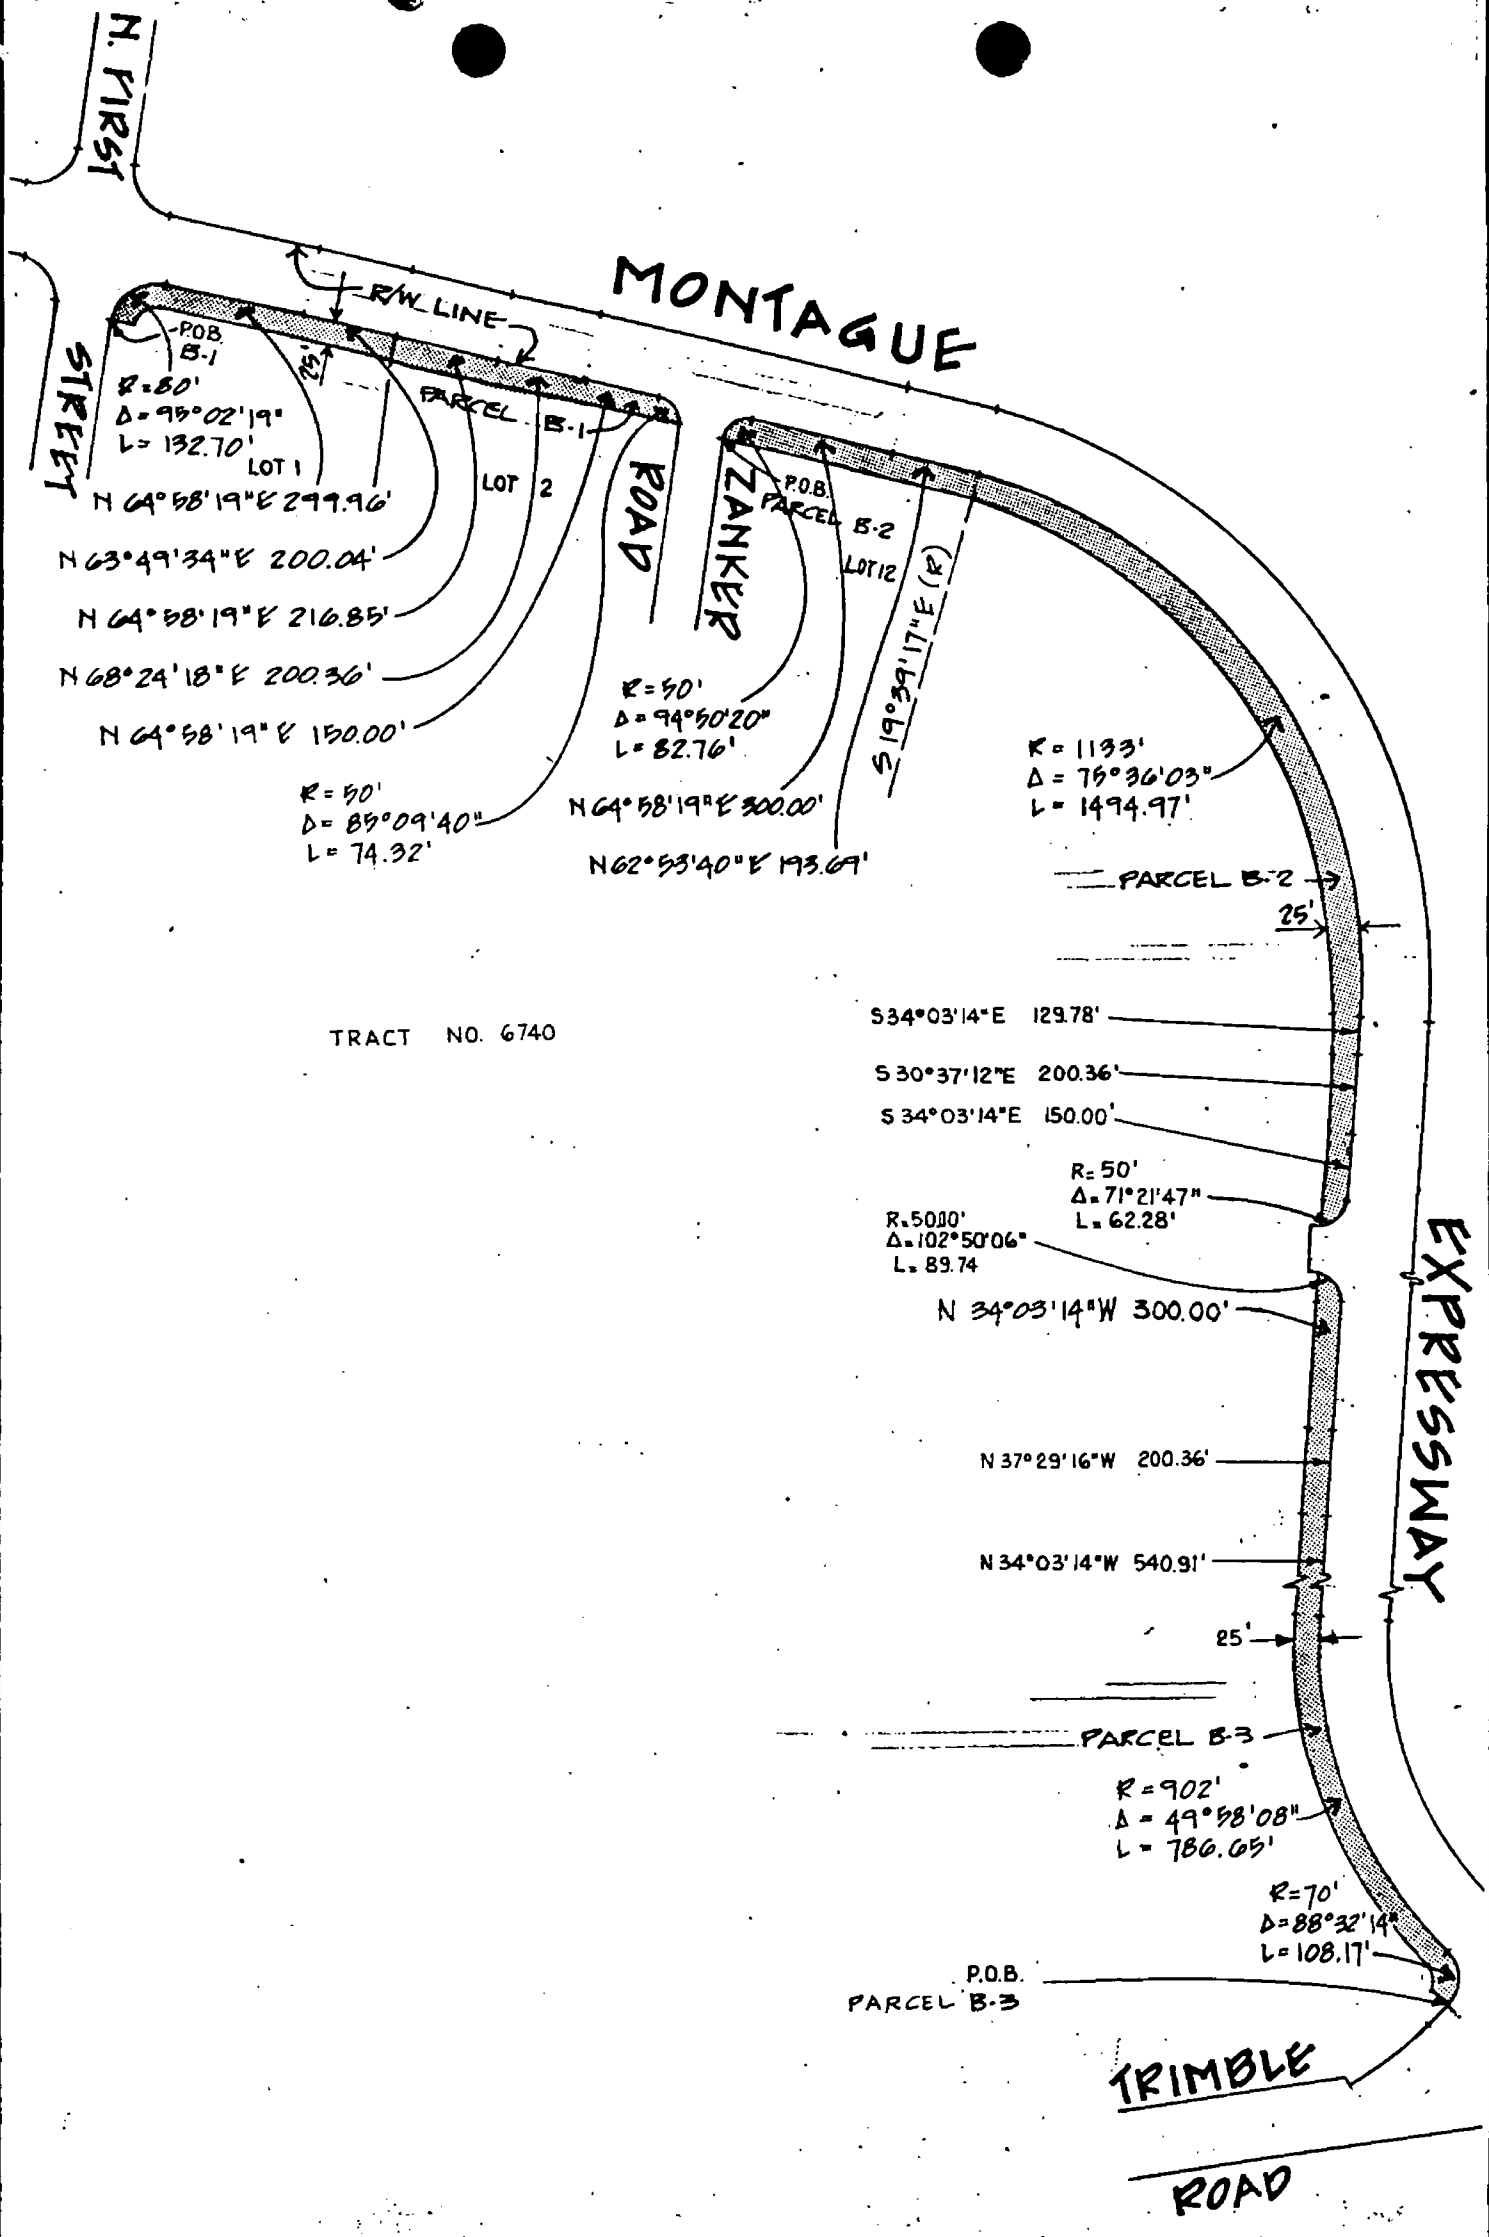 N. FIRST
STREET
MONTAGUE
EXPRESSWAY
R/W LINE
P.O.B.
B-1
25'
R=80'
Δ=95°02'19"
L=132.70'
LOT 1
PARCEL B-1
LOT 2
ROAD
ZANKER
P.O.B.
PARCEL B-2
LOT 12
S 19°39'17"E (R)
N 64°58'19"E 299.96'
N 63°49'34"E 200.04'
N 64°58'19"E 216.85'
N 68°24'18"E 200.36'
N 64°58'19"E 150.00'
R=50'
Δ=85°09'40"
L=74.32'
R=50'
Δ=94°50'20"
L=82.76'
N 64°58'19"E 300.00'
N 62°53'40"E 193.69'
R=1133'
Δ=75°36'03"
L=1494.97'
PARCEL B-2
25'
TRACT NO. 6740
S34°03'14"E 129.78'
S 30°37'12"E 200.36'
S 34°03'14"E 150.00'
R=50'
Δ=71°21'47"
L=62.28'
R=50.00'
Δ=102°50'06"
L=89.74
N 34°03'14"W 300.00'
N 37°29'16"W 200.36'
N 34°03'14"W 540.91'
25'
PARCEL B-3
R=902'
Δ=49°58'08"
L=786.65'
R=70'
Δ=88°32'14"
L=108.17'
P.O.B.
PARCEL B-3
TRIMBLE
ROAD